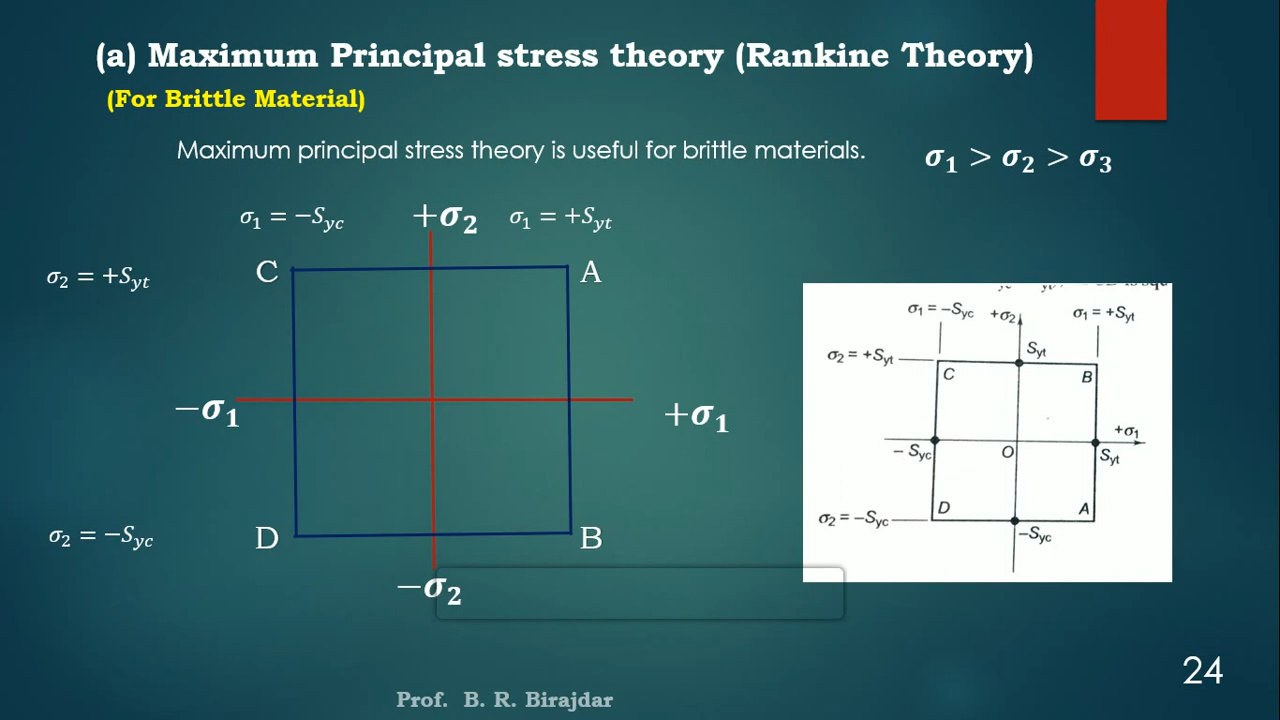 (a) Maximum Principal stress theory (Rankine Theory)
(For Brittle Material)
Maximum principal stress theory is useful for brittle materials.
σ₁ > σ₂ > σ₃
σ₁ = −S_yc
+σ₂
σ₁ = +S_yt
σ₂ = +S_yt
C
A
−σ₁
+σ₁
σ₂ = −S_yc
D
B
−σ₂
σ₁ = −S_yc
+σ₂
σ₁ = +S_yt
σ₂ = +S_yt
S_yt
C
B
+σ₁
− S_yc
O
S_yt
D
A
σ₂ = −S_yc
−S_yc
24
Prof. B. R. Birajdar